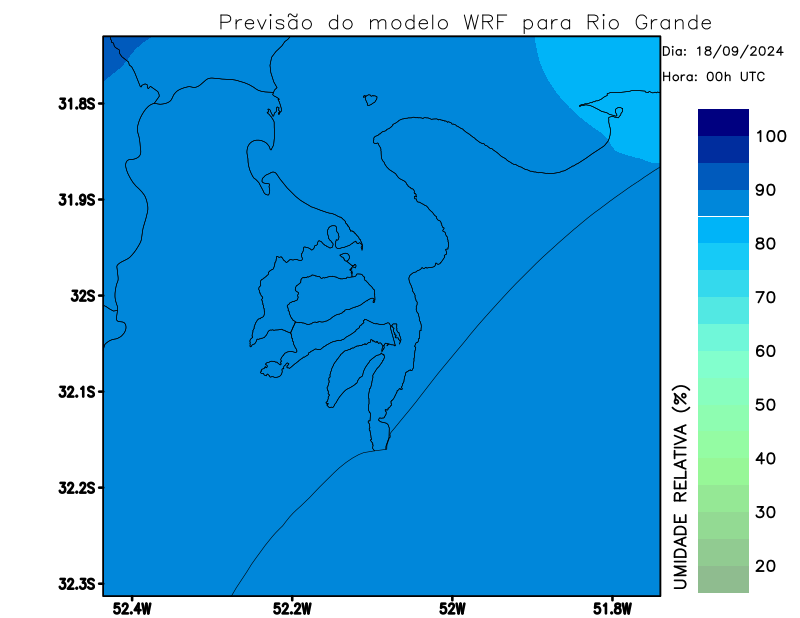 Previsão do modelo WRF para Rio Grande
Dia: 18/09/2024
Hora: 00h UTC
31.8S
31.9S
32S
32.1S
32.2S
32.3S
52.4W
52.2W
52W
51.8W
UMIDADE RELATIVA (%)
100
90
80
70
60
50
40
30
20